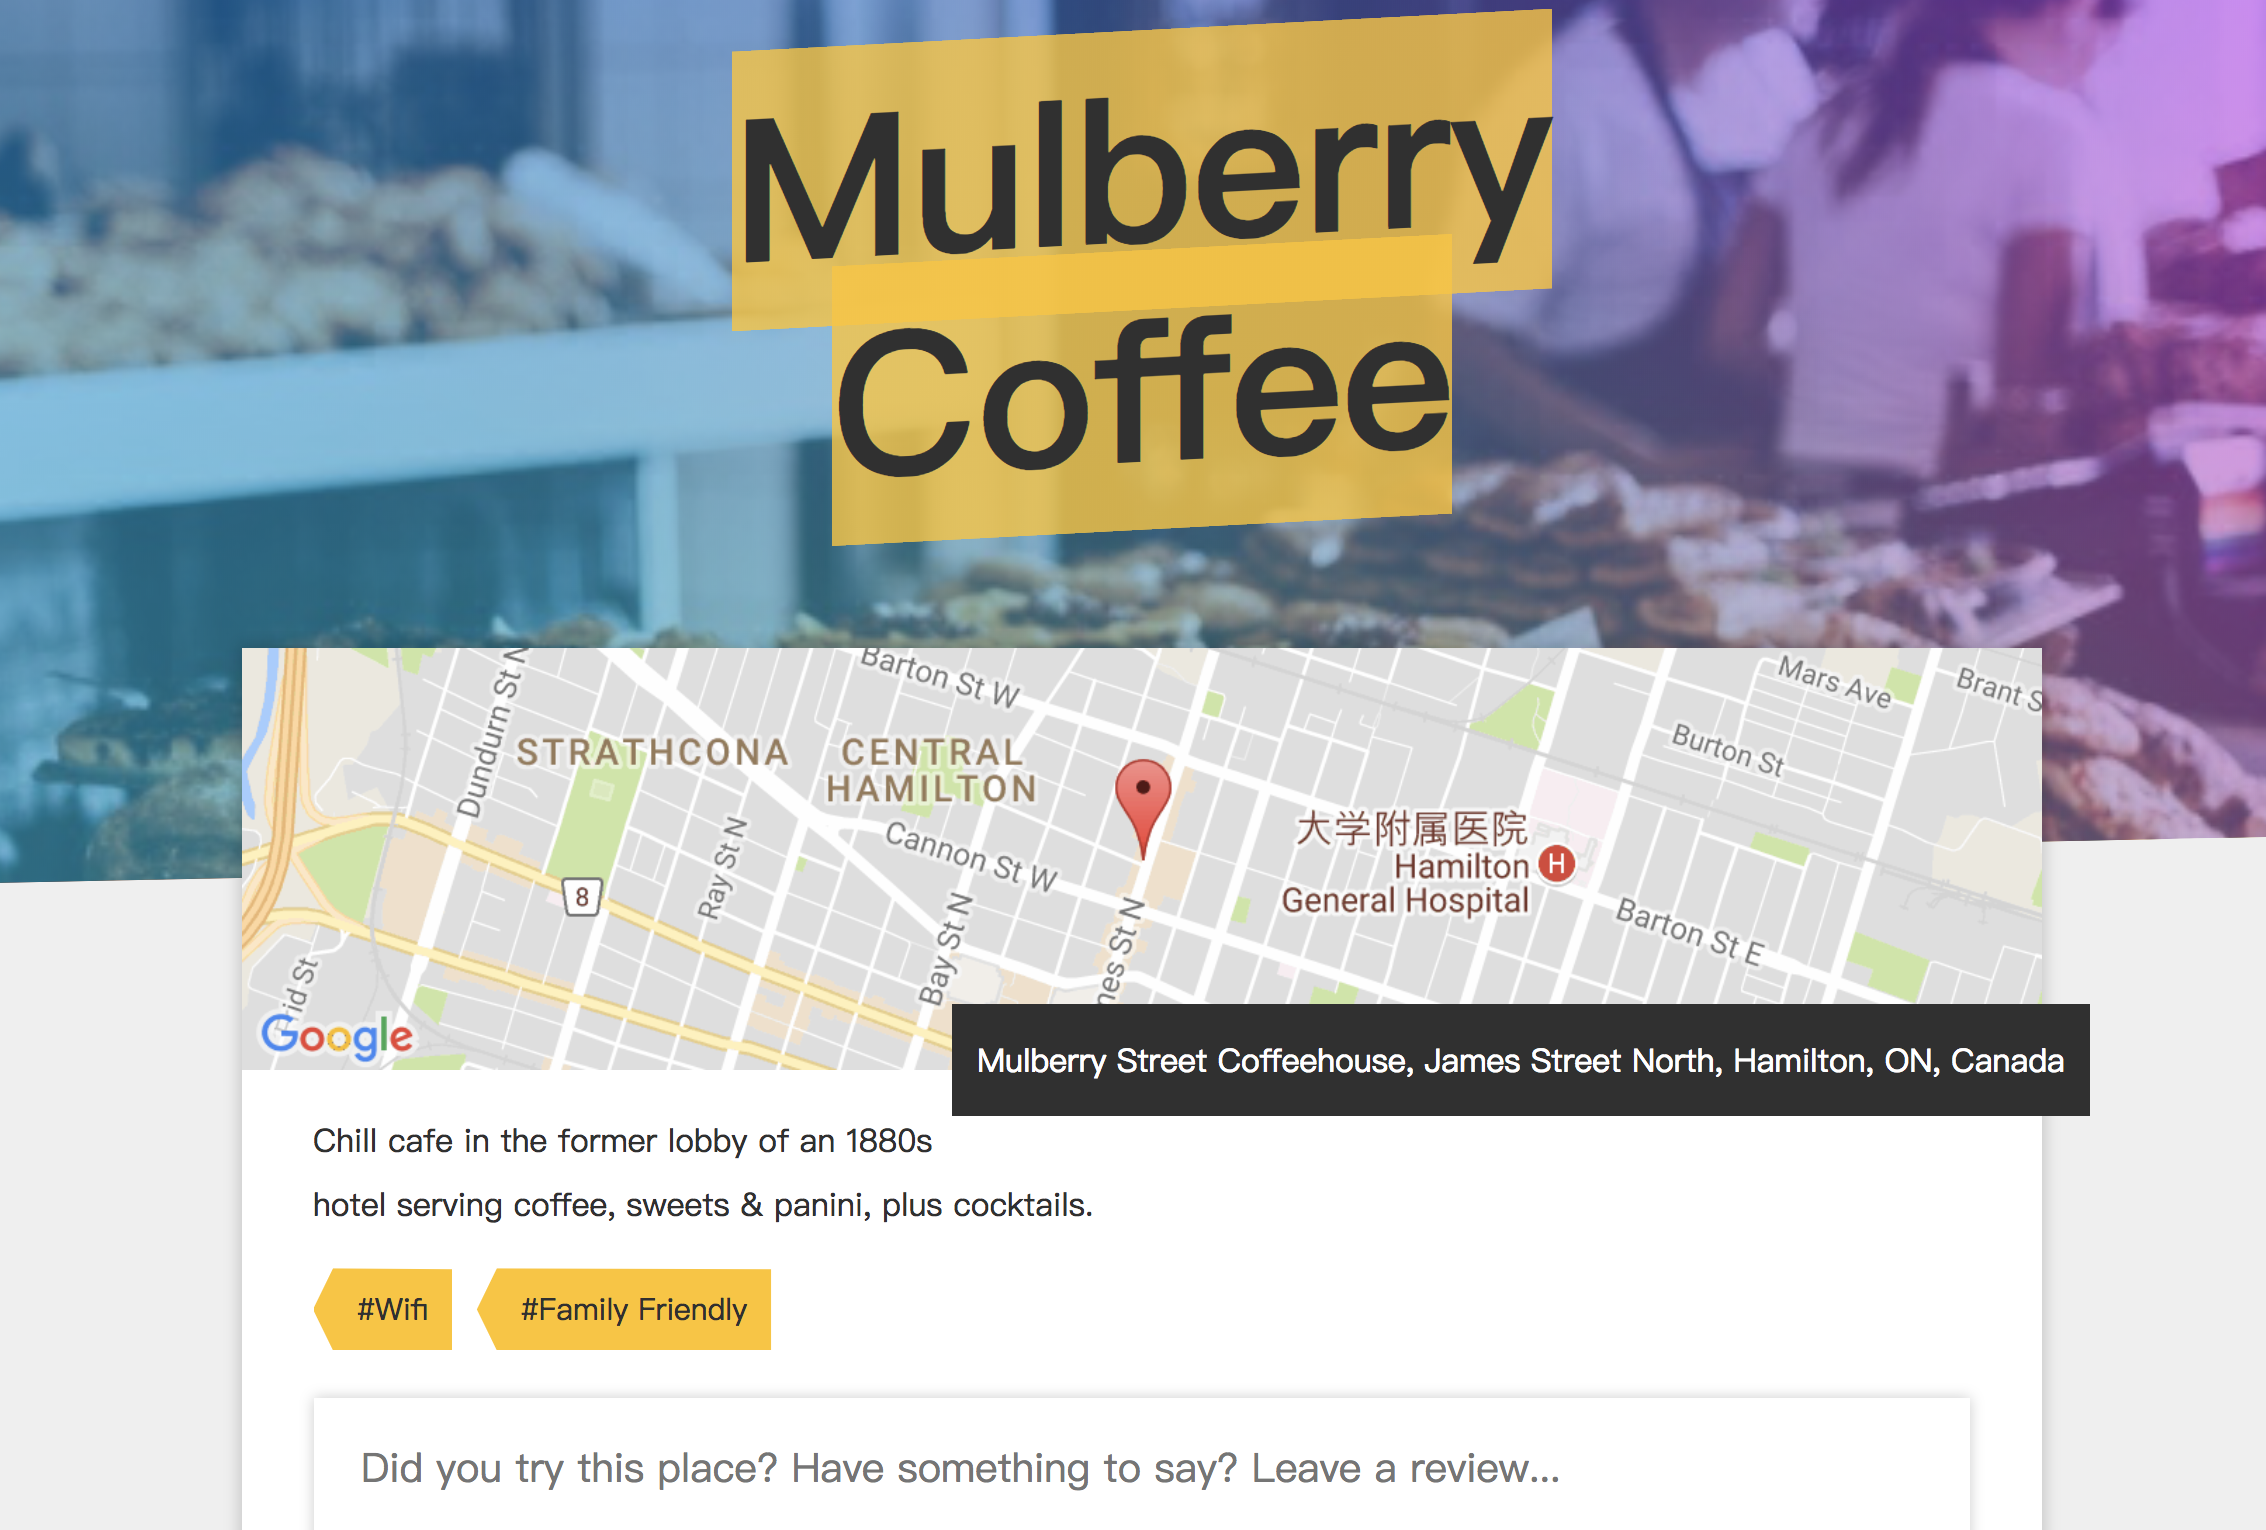 Mulberry
Coffee
Barton St W
Mars Ave
Brant S
Dundurn St N
Burton St
STRATHCONA
CENTRAL
HAMILTON
大学附属医院
Hamilton
General Hospital
H
Cannon St W
Ray St N
8
Bay St N
nes St N
Barton St E
rid St
Google
Mulberry Street Coffeehouse, James Street North, Hamilton, ON, Canada
Chill cafe in the former lobby of an 1880s
hotel serving coffee, sweets & panini, plus cocktails.
#Wifi
#Family Friendly
Did you try this place? Have something to say? Leave a review...